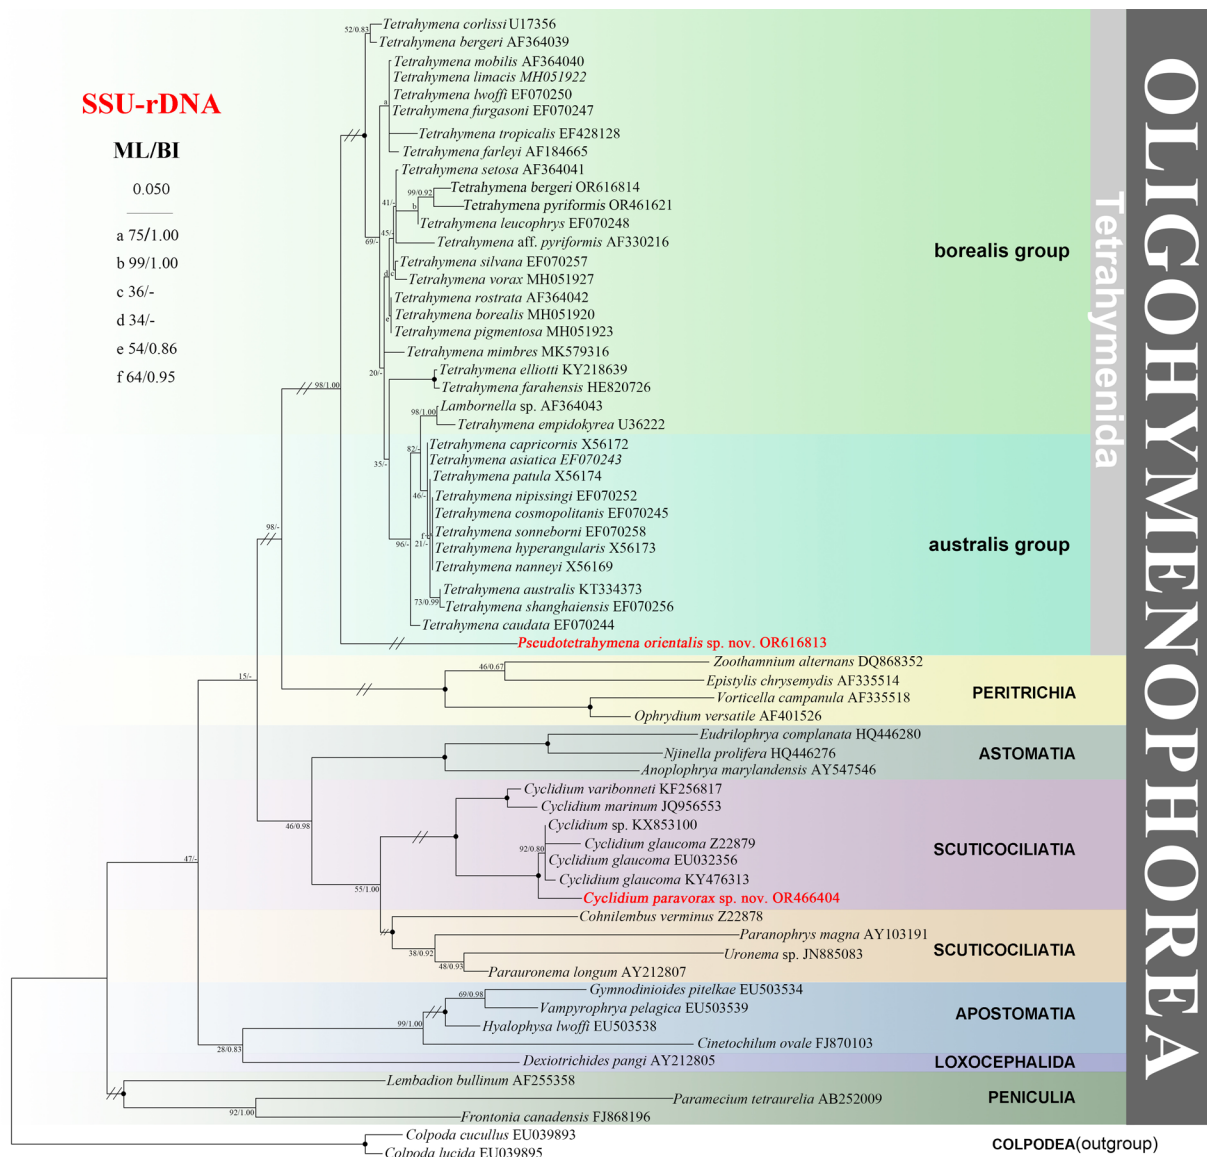 SSU-rDNA
ML/BI
0.050
a 75/1.00
b 99/1.00
c 36/-
d 34/-
e 54/0.86
f 64/0.95
52/0.83
Tetrahymena corlissi U17356
Tetrahymena bergeri AF364039
Tetrahymena mobilis AF364040
Tetrahymena limacis MH051922
Tetrahymena lwoffi EF070250
a
Tetrahymena furgasoni EF070247
Tetrahymena tropicalis EF428128
Tetrahymena farleyi AF184665
Tetrahymena setosa AF364041
99/0.92
Tetrahymena bergeri OR616814
41/-
b
Tetrahymena pyriformis OR461621
Tetrahymena leucophrys EF070248
69/-
45/-
Tetrahymena aff. pyriformis AF330216
Tetrahymena silvana EF070257
d
c
Tetrahymena vorax MH051927
Tetrahymena rostrata AF364042
Tetrahymena borealis MH051920
e
Tetrahymena pigmentosa MH051923
Tetrahymena mimbres MK579316
20/-
Tetrahymena elliotti KY218639
98/1.00
Tetrahymena farahensis HE820726
Lambornella sp. AF364043
98/1.00
Tetrahymena empidokyrea U36222
borealis group
Tetrahymena capricornis X56172
82/-
Tetrahymena asiatica EF070243
35/-
Tetrahymena patula X56174
46/-
Tetrahymena nipissingi EF070252
Tetrahymena cosmopolitanis EF070245
Tetrahymena sonneborni EF070258
f
21/-
96/-
Tetrahymena hyperangularis X56173
Tetrahymena nanneyi X56169
Tetrahymena australis KT334373
73/0.99
Tetrahymena shanghaiensis EF070256
Tetrahymena caudata EF070244
australis group
Pseudotetrahymena orientalis sp. nov. OR616813
Tetrahymenida
OLIGOHYMENOPHOREA
98/-
46/0.67
Zoothamnium alternans DQ868352
Epistylis chrysemydis AF335514
Vorticella campanula AF335518
Ophrydium versatile AF401526
PERITRICHIA
15/-
Eudrilophrya complanata HQ446280
Njinella prolifera HQ446276
Anoplophrya marylandensis AY547546
ASTOMATIA
46/0.98
Cyclidium varibonneti KF256817
Cyclidium marinum JQ956553
Cyclidium sp. KX853100
92/0.80
Cyclidium glaucoma Z22879
Cyclidium glaucoma EU032356
Cyclidium glaucoma KY476313
Cyclidium paravorax sp. nov. OR466404
SCUTICOCILIATIA
47/-
55/1.00
Cohnilembus verminus Z22878
Paranophrys magna AY103191
38/0.92
Uronema sp. JN885083
48/0.93
Parauronema longum AY212807
SCUTICOCILIATIA
69/0.98
Gymnodinioides pitelkae EU503534
Vampyrophrya pelagica EU503539
99/1.00
Hyalophysa lwoffi EU503538
Cinetochilum ovale FJ870103
APOSTOMATIA
28/0.83
Dexiotrichides pangi AY212805
LOXOCEPHALIDA
Lembadion bullinum AF255358
Paramecium tetraurelia AB252009
92/1.00
Frontonia canadensis FJ868196
PENICULIA
Colpoda cucullus EU039893
Colpoda lucida EU039895
COLPODEA(outgroup)